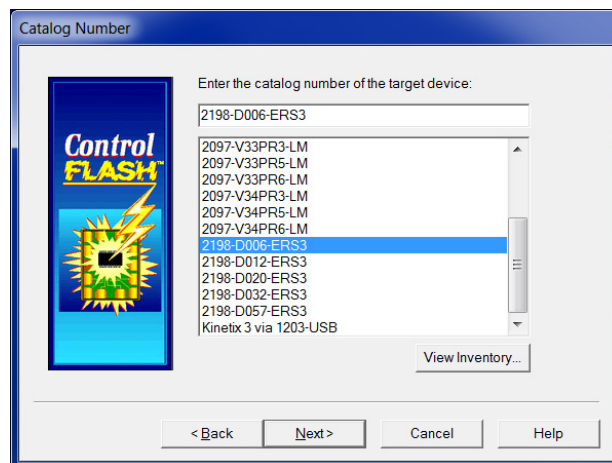 Catalog Number
Control
FLASH™
Enter the catalog number of the target device:
2198-D006-ERS3
2097-V33PR3-LM
2097-V33PR5-LM
2097-V33PR6-LM
2097-V34PR3-LM
2097-V34PR5-LM
2097-V34PR6-LM
2198-D006-ERS3
2198-D012-ERS3
2198-D020-ERS3
2198-D032-ERS3
2198-D057-ERS3
Kinetix 3 via 1203-USB
View Inventory...
< Back
Next >
Cancel
Help